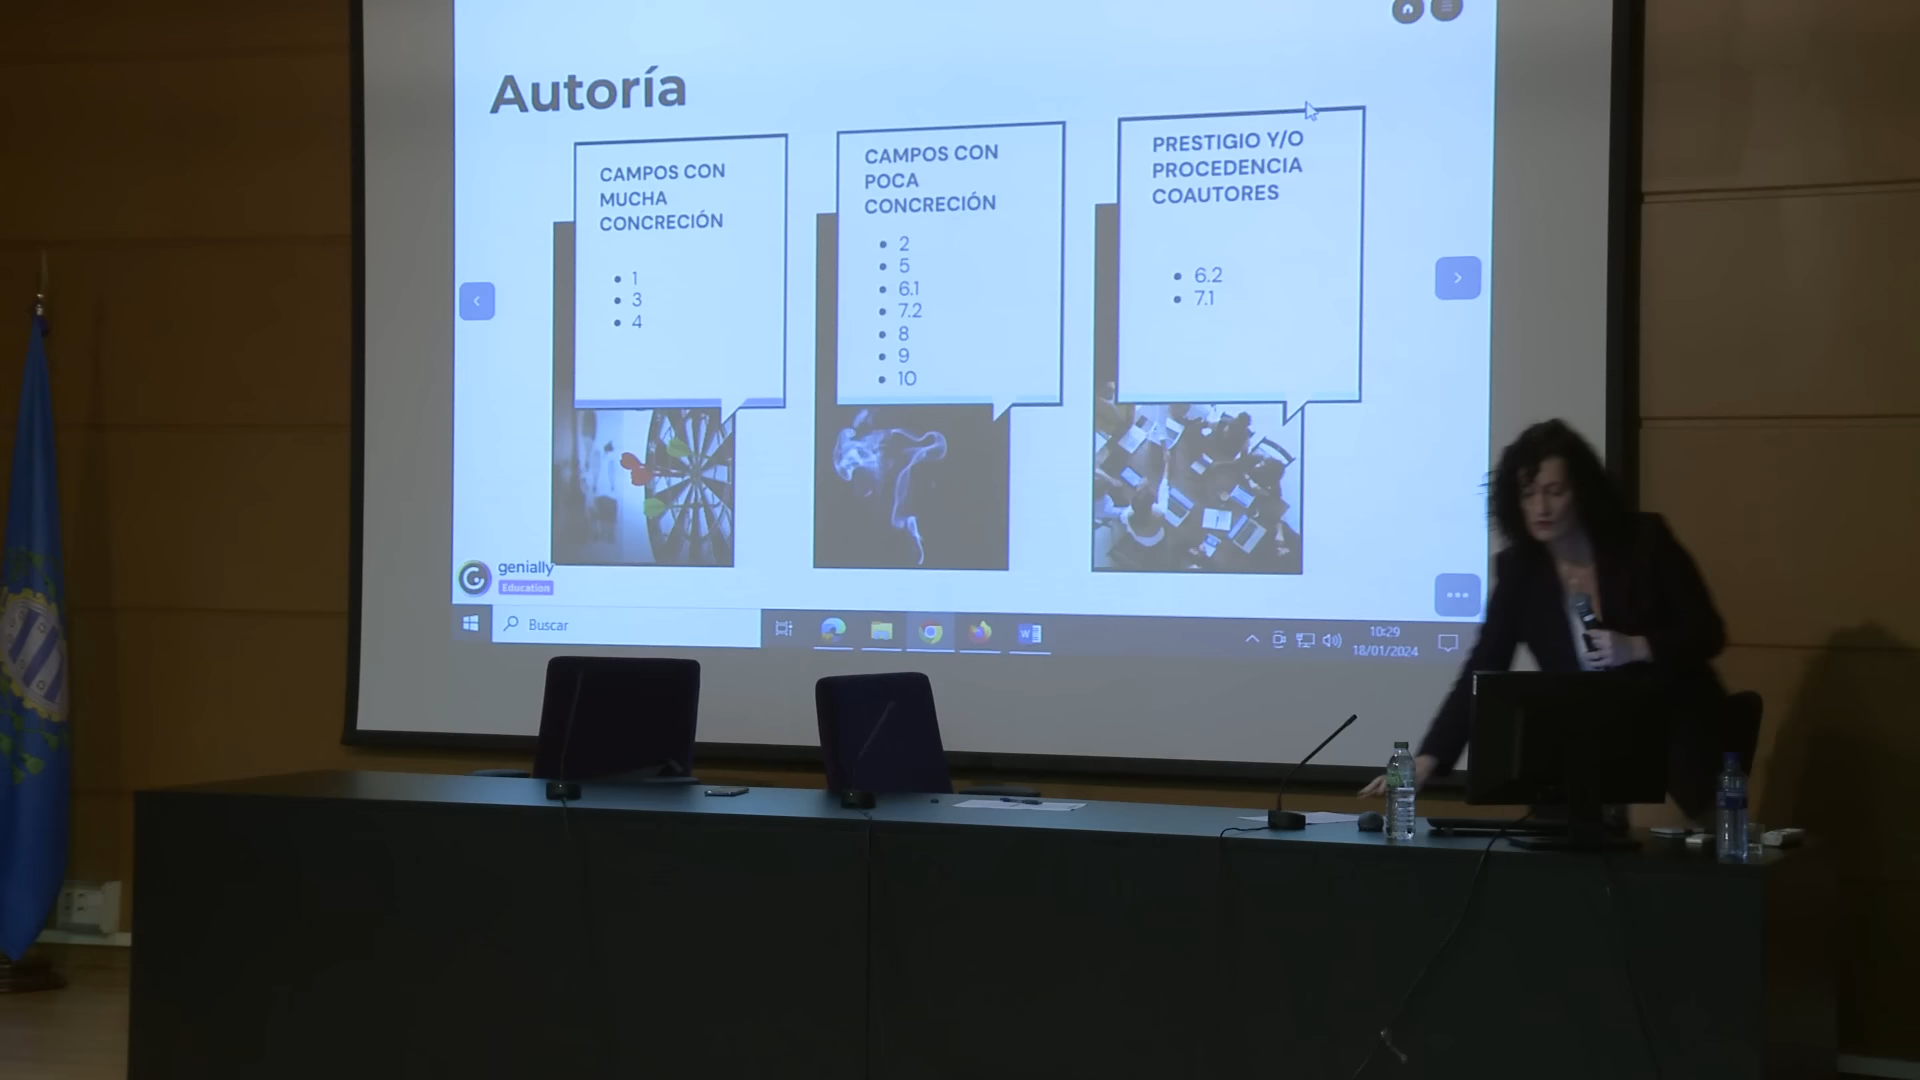 Autoría
CAMPOS CON
MUCHA
CONCRECIÓN
1
3
4
CAMPOS CON
POCA
CONCRECIÓN
2
5
6.1
7.2
8
9
10
PRESTIGIO Y/O
PROCEDENCIA
COAUTORES
6.2
7.1
genially
Education
Buscar
10:29
18/01/2024